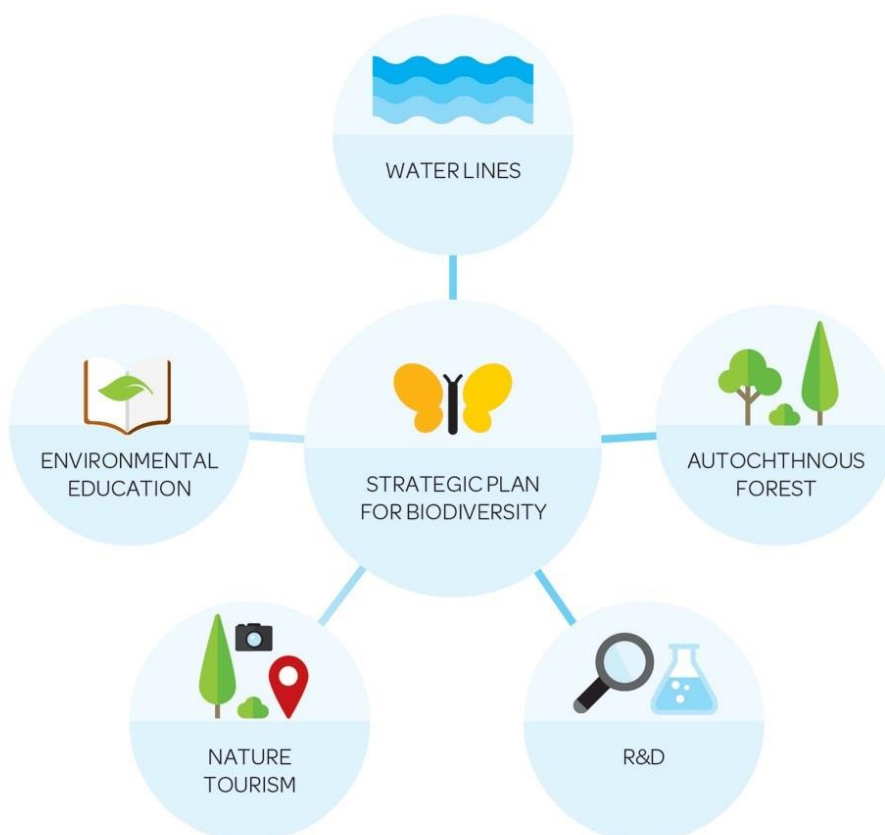 WATER LINES
ENVIRONMENTAL
EDUCATION
STRATEGIC PLAN
FOR BIODIVERSITY
AUTOCHTHNOUS
FOREST
NATURE
TOURISM
R&D